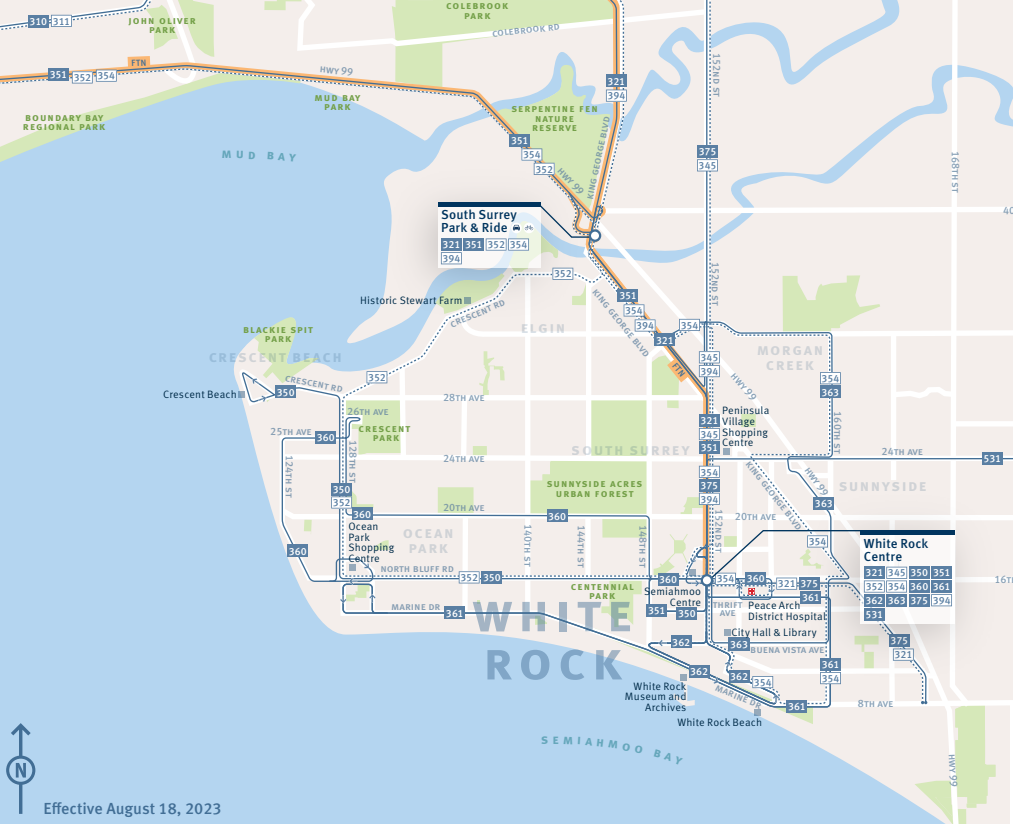 310 311
JOHN OLIVER
PARK
COLEBROOK
PARK
COLEBROOK RD
FTN
351 352 354
HWY 99
MUD BAY
PARK
BOUNDARY BAY
REGIONAL PARK
MUD BAY
321
394
152ND ST
SERPENTINE FEN
NATURE
RESERVE
KING GEORGE BLVD
351
354
352
HWY 99
375
345
168TH ST
40
South Surrey
Park & Ride
321 351 352 354
394
352
Historic Stewart Farm
CRESCENT RD
152ND ST
351
354
394
KING GEORGE BLVD
321
354
ELGIN
BLACKIE SPIT
PARK
CRESCENT BEACH
MORGAN
CREEK
345
394
FTN
HWY 99
354
363
352
CRESCENT RD
Crescent Beach
350
28TH AVE
26TH AVE
25TH AVE
360
CRESCENT
PARK
321
345
351
Peninsula
Village
Shopping
Centre
160TH ST
124TH ST
128TH ST
24TH AVE
SOUTH SURREY
24TH AVE
531
354
375
394
KING GEORGE BLVD
HWY 99
SUNNYSIDE
350
352
SUNNYSIDE ACRES
URBAN FOREST
363
360
20TH AVE
360
152ND ST
20TH AVE
Ocean
Park
Shopping
Centre
OCEAN
PARK
140TH ST
144TH ST
148TH ST
354
White Rock
Centre
321 345 350 351
352 354 360 361
362 363 375 394
531
360
NORTH BLUFF RD
352 350
360
354 360 321 375
16TH
CENTENNIAL
PARK
Semiahmoo
Centre
351 350
THRIFT
AVE
361
Peace Arch
District Hospital
MARINE DR
361
WHITE
ROCK
City Hall & Library
362
363
BUENA VISTA AVE
375
321
362
362
354
361
354
White Rock
Museum and
Archives
MARINE DR
361
8TH AVE
White Rock Beach
SEMIAHMOO BAY
HWY 99
N
Effective August 18, 2023